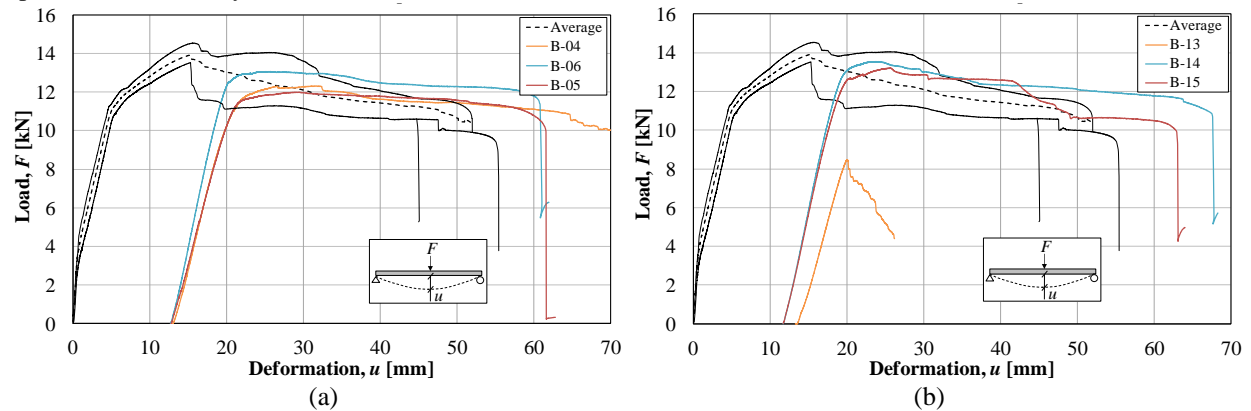 16
14
12
10
8
6
4
2
0
Load, F [kN]
0 10 20 30 40 50 60 70
Deformation, u [mm]
Average
B-04
B-06
B-05
F
u
(a)
16
14
12
10
8
6
4
2
0
Load, F [kN]
0 10 20 30 40 50 60 70
Deformation, u [mm]
Average
B-13
B-14
B-15
F
u
(b)